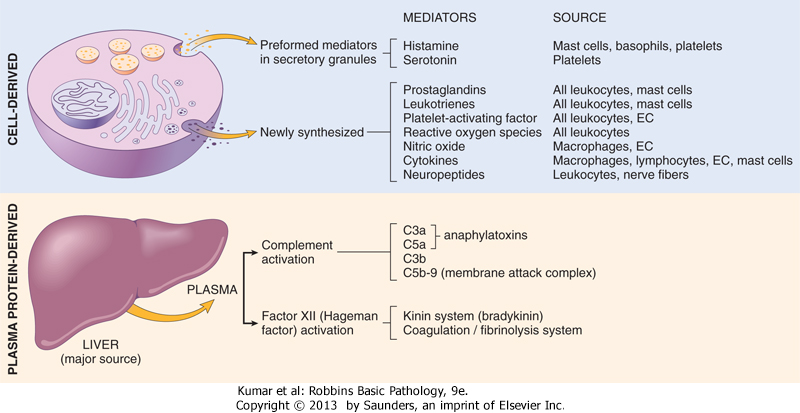 MEDIATORS SOURCE
CELL-DERIVED
Preformed mediators
in secretory granules
Histamine Mast cells, basophils, platelets
Serotonin Platelets
Newly synthesized
Prostaglandins All leukocytes, mast cells
Leukotrienes All leukocytes, mast cells
Platelet-activating factor All leukocytes, EC
Reactive oxygen species All leukocytes
Nitric oxide Macrophages, EC
Cytokines Macrophages, lymphocytes, EC, mast cells
Neuropeptides Leukocytes, nerve fibers
PLASMA PROTEIN-DERIVED
LIVER
(major source)
PLASMA
Complement
activation
C3a
C5a
anaphylatoxins
C3b
C5b-9 (membrane attack complex)
Factor XII (Hageman
factor) activation
Kinin system (bradykinin)
Coagulation / fibrinolysis system
Kumar et al: Robbins Basic Pathology, 9e.
Copyright © 2013 by Saunders, an imprint of Elsevier Inc.